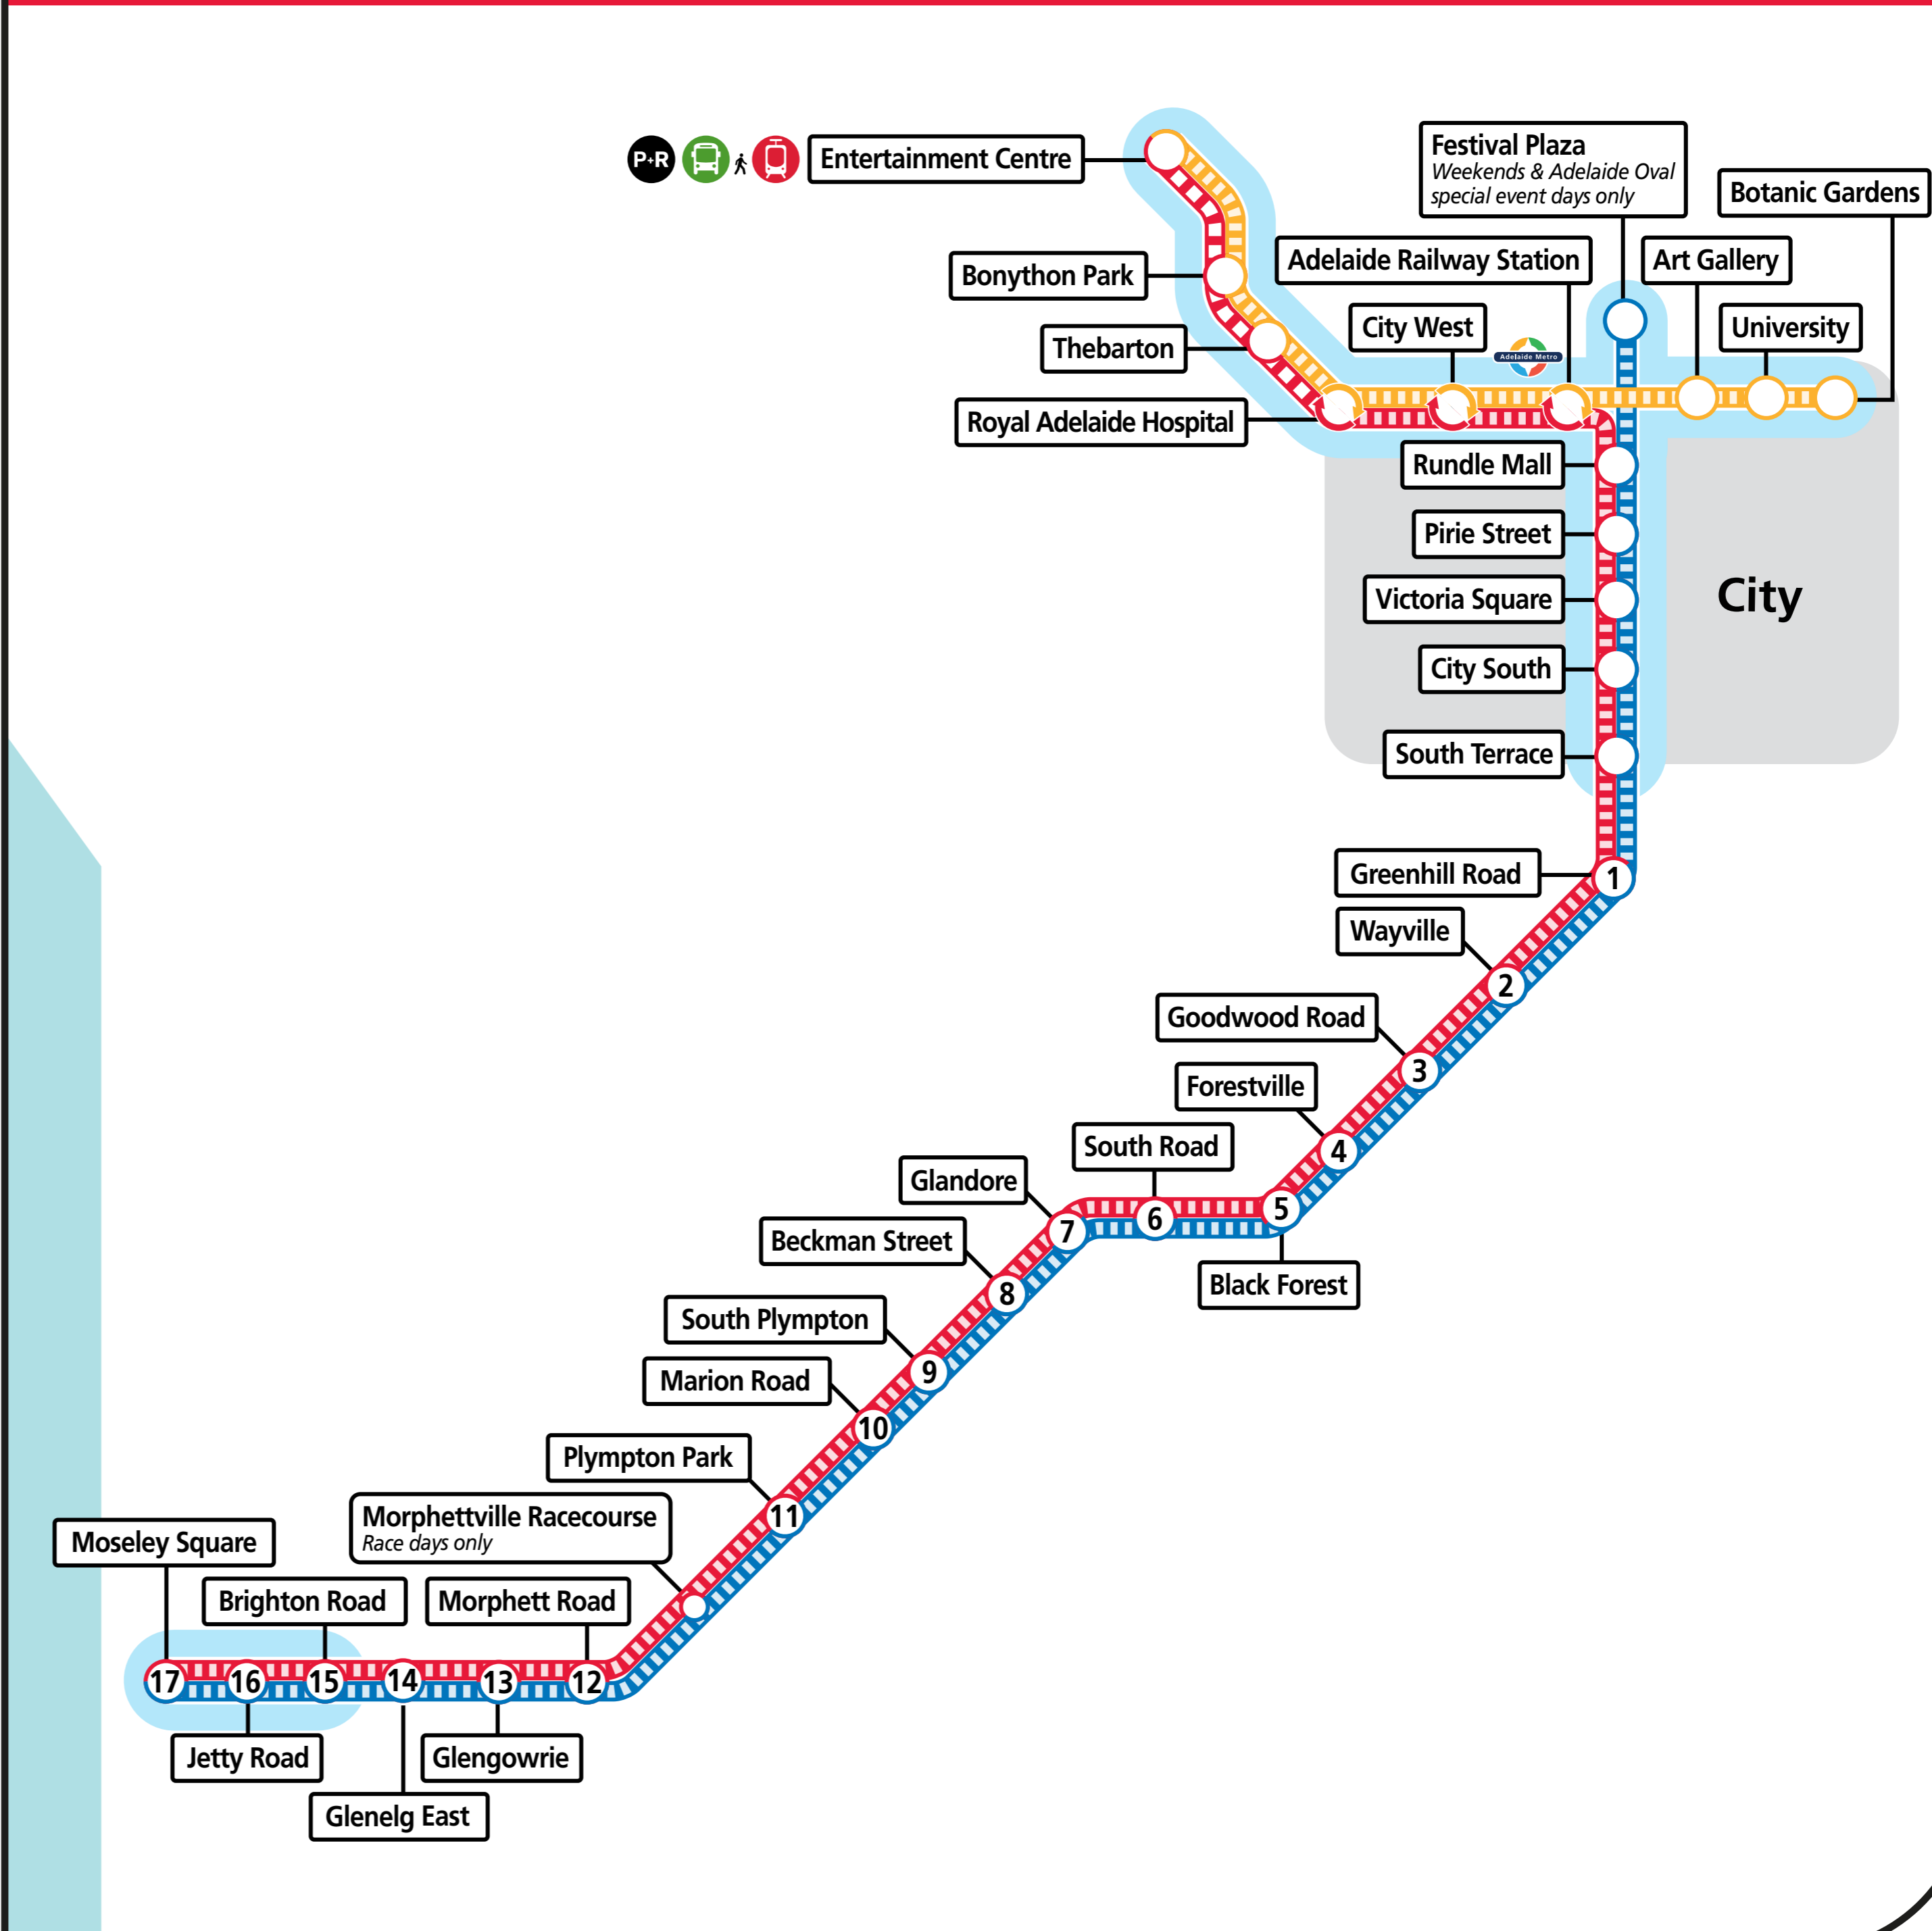 P+R
Entertainment Centre
Festival Plaza
Weekends & Adelaide Oval
special event days only
Botanic Gardens
Bonython Park
Adelaide Railway Station
Art Gallery
Thebarton
City West
University
Adelaide Metro
Royal Adelaide Hospital
Rundle Mall
Pirie Street
Victoria Square
City
City South
South Terrace
Greenhill Road
1
Wayville
2
Goodwood Road
3
Forestville
4
South Road
Glandore
5
6
7
Beckman Street
Black Forest
8
South Plympton
9
Marion Road
10
Plympton Park
11
Morphettville Racecourse
Race days only
Moseley Square
Brighton Road
Morphett Road
17
16
15
14
13
12
Jetty Road
Glengowrie
Glenelg East